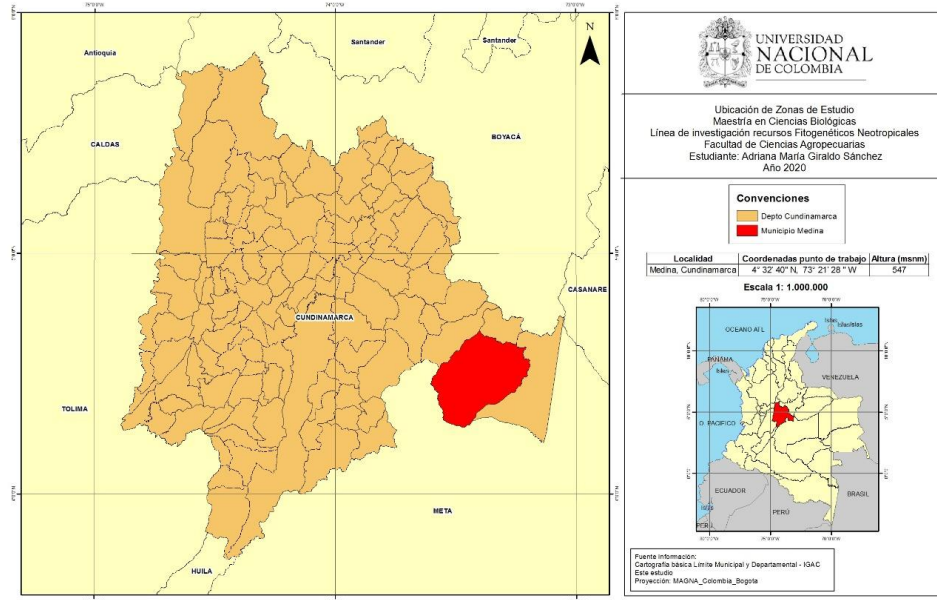 Antioquia
Santander
Santander
N
CALDAS
BOYACÁ
CASANARE
CUNDINAMARCA
TOLIMA
META
HUILA
UNIVERSIDAD
NACIONAL
DE COLOMBIA
Ubicación de Zonas de Estudio
Maestría en Ciencias Biológicas
Línea de investigación recursos Fitogenéticos Neotropicales
Facultad de Ciencias Agropecuarias
Estudiante: Adriana María Giraldo Sánchez
Año 2020
Convenciones
Depto Cundinamarca
Municipio Medina
Localidad Coordenadas punto de trabajo Altura (msnm)
Medina, Cundinamarca 4° 32' 40" N, 73° 21' 28 " W 547
Escala 1: 1.000.000
OCEANO ATL
PANAMA
VENEZUELA
O. PACIFICO
ECUADOR
BRASIL
PERÚ
Fuente Información:
Cartografía básica Límite Municipal y Departamental - IGAC
Este estudio
Proyección: MAGNA_Colombia_Bogota